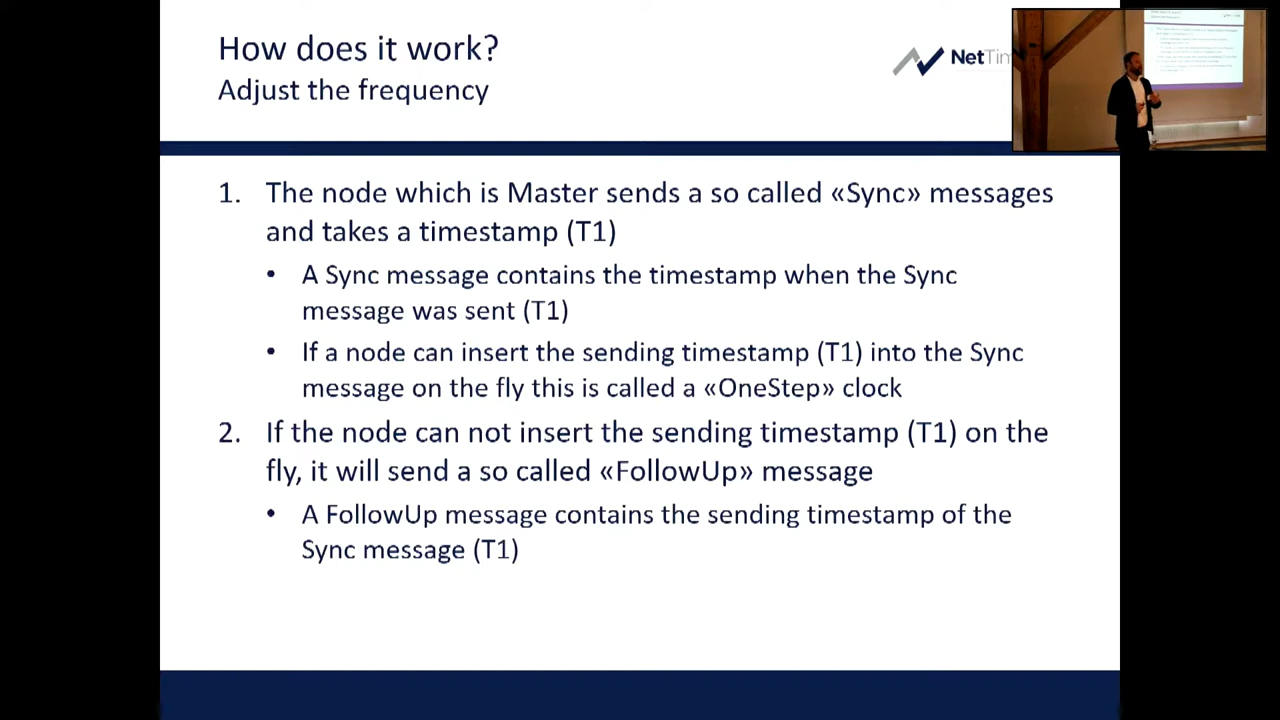 How does it work?
Adjust the frequency
NetTim
1. The node which is Master sends a so called «Sync» messages
and takes a timestamp (T1)
• A Sync message contains the timestamp when the Sync
message was sent (T1)
• If a node can insert the sending timestamp (T1) into the Sync
message on the fly this is called a «OneStep» clock
2. If the node can not insert the sending timestamp (T1) on the
fly, it will send a so called «FollowUp» message
• A FollowUp message contains the sending timestamp of the
Sync message (T1)